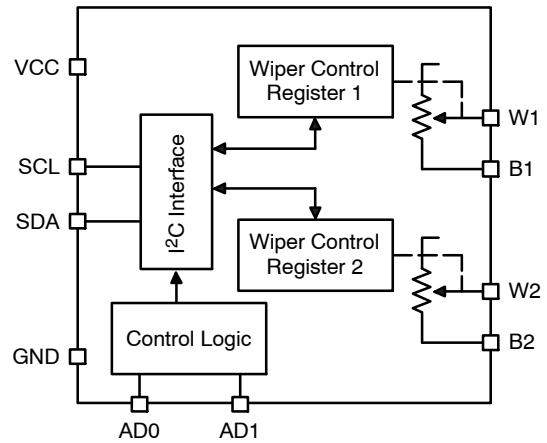 VCC
SCL
SDA
GND
I²C Interface
Wiper Control
Register 1
Wiper Control
Register 2
Control Logic
W1
B1
W2
B2
AD0
AD1